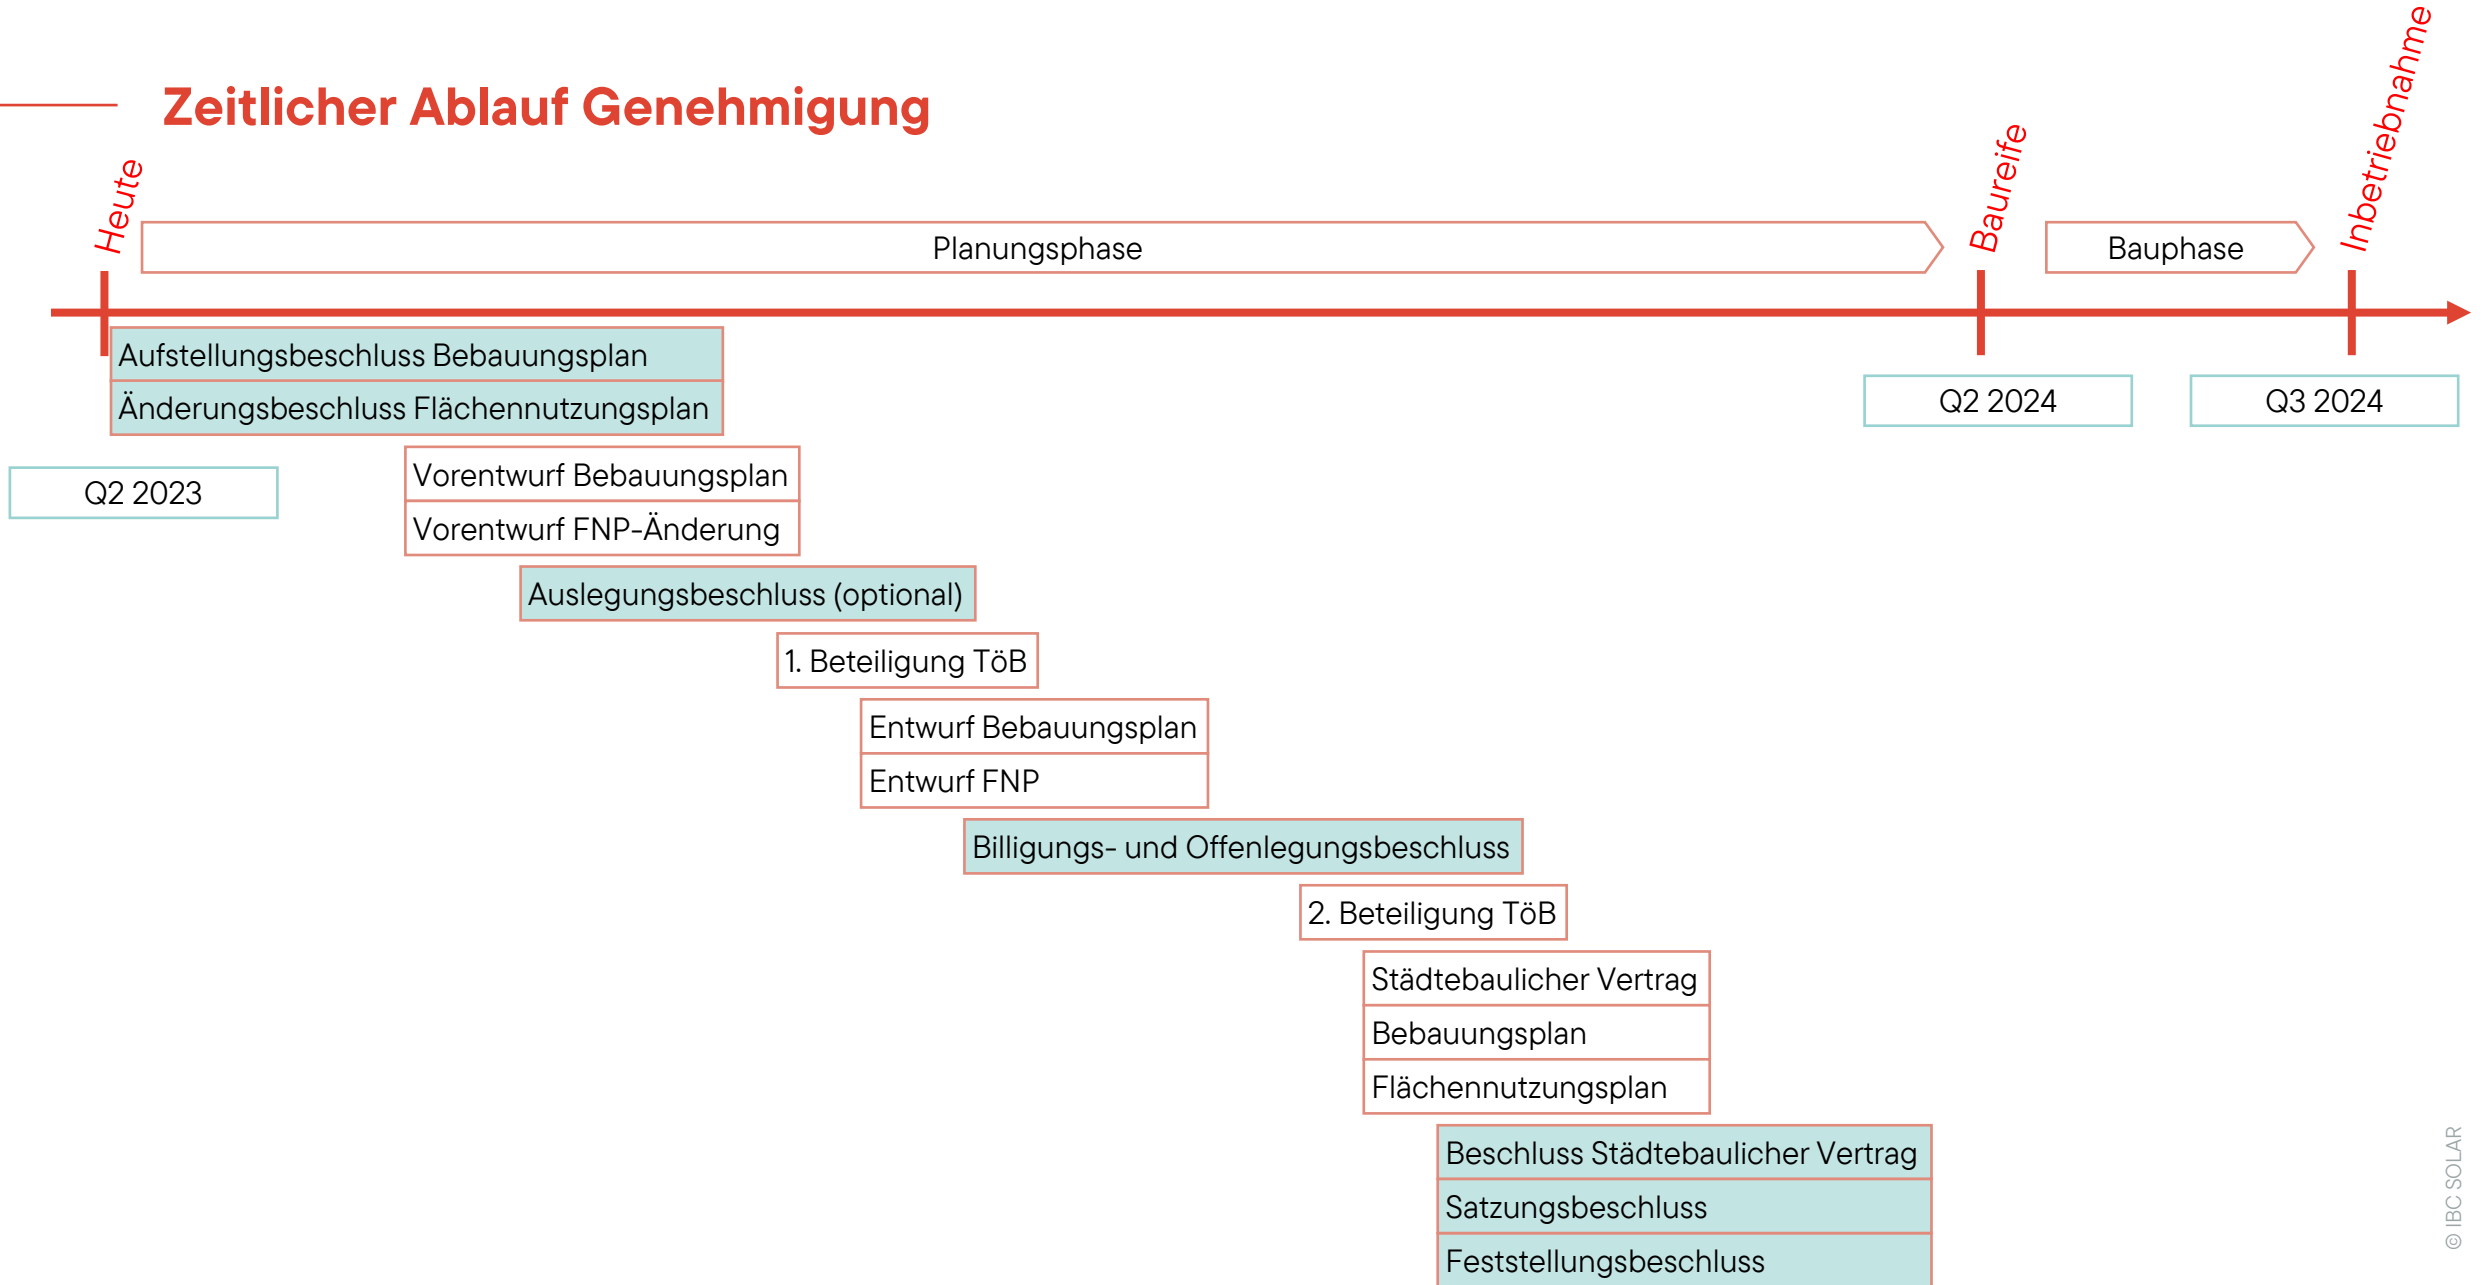 Zeitlicher Ablauf Genehmigung
Heute
Planungsphase
Baureife
Bauphase
Inbetriebnahme
Aufstellungsbeschluss Bebauungsplan
Änderungsbeschluss Flächennutzungsplan
Q2 2024
Q3 2024
Q2 2023
Vorentwurf Bebauungsplan
Vorentwurf FNP-Änderung
Auslegungsbeschluss (optional)
1. Beteiligung TöB
Entwurf Bebauungsplan
Entwurf FNP
Billigungs- und Offenlegungsbeschluss
2. Beteiligung TöB
Städtebaulicher Vertrag
Bebauungsplan
Flächennutzungsplan
Beschluss Städtebaulicher Vertrag
Satzungsbeschluss
Feststellungsbeschluss
© IBC SOLAR